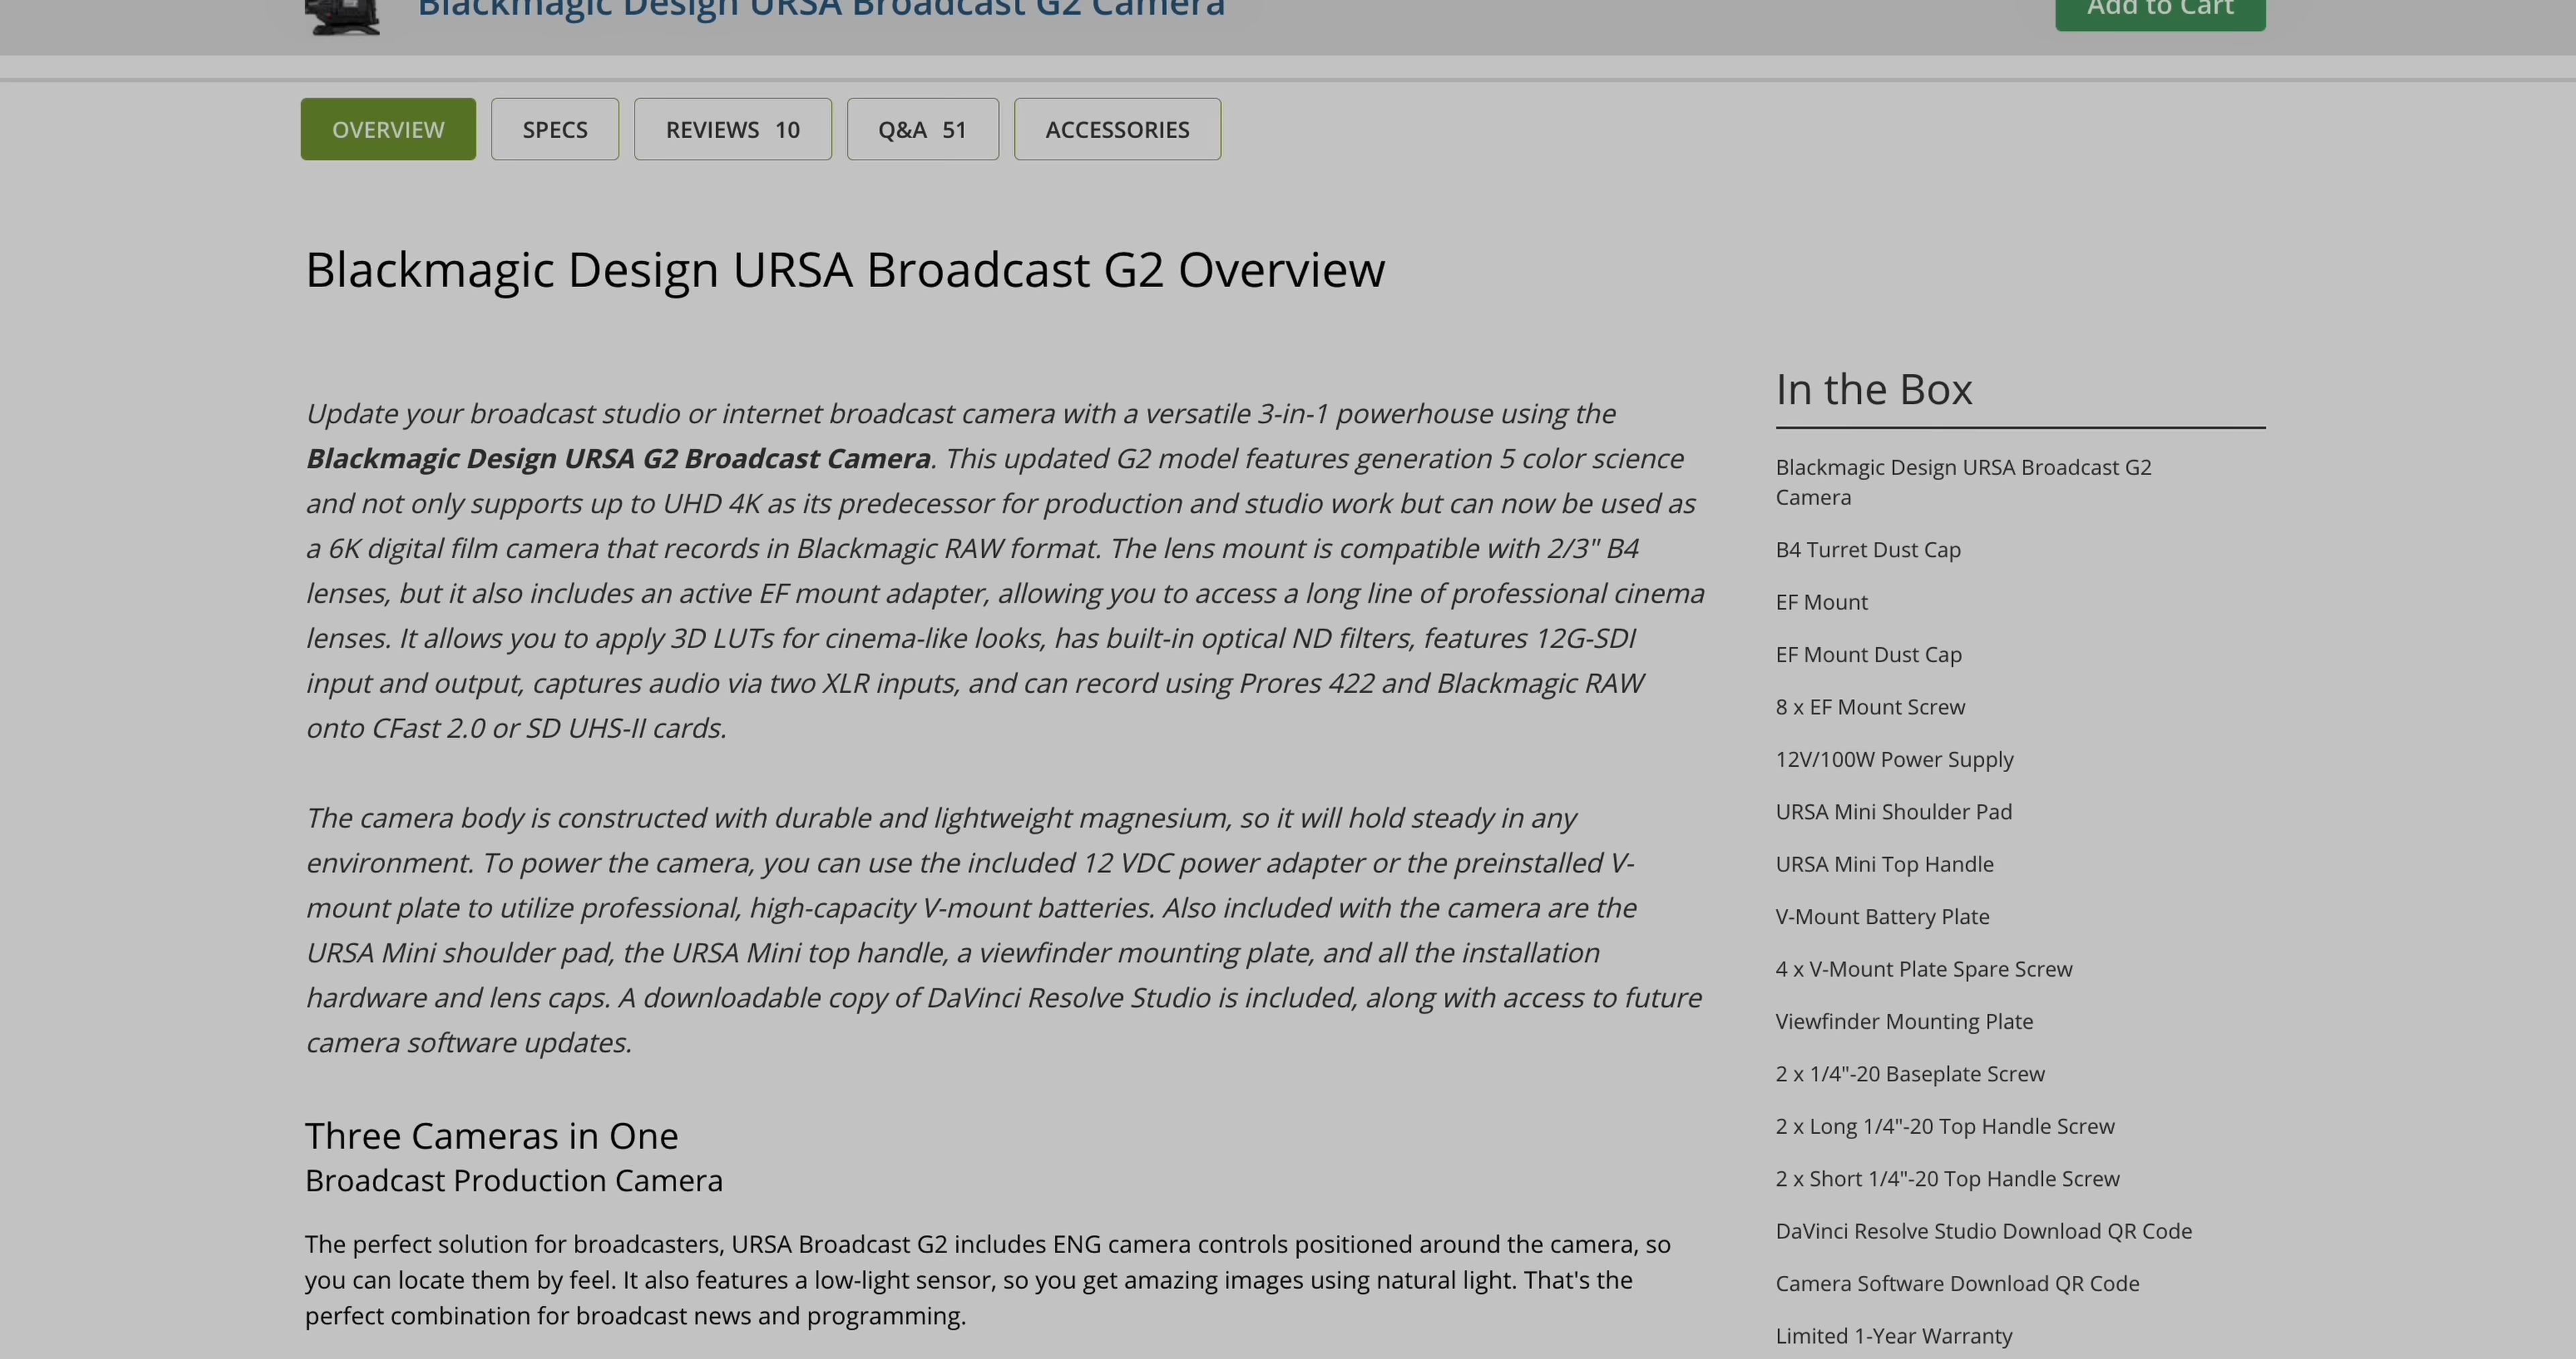 Blackmagic Design URSA Broadcast G2 Camera
Add to Cart
OVERVIEW
SPECS
REVIEWS 10
Q&A 51
ACCESSORIES
Blackmagic Design URSA Broadcast G2 Overview
Update your broadcast studio or internet broadcast camera with a versatile 3-in-1 powerhouse using the
Blackmagic Design URSA G2 Broadcast Camera. This updated G2 model features generation 5 color science
and not only supports up to UHD 4K as its predecessor for production and studio work but can now be used as
a 6K digital film camera that records in Blackmagic RAW format. The lens mount is compatible with 2/3" B4
lenses, but it also includes an active EF mount adapter, allowing you to access a long line of professional cinema
lenses. It allows you to apply 3D LUTs for cinema-like looks, has built-in optical ND filters, features 12G-SDI
input and output, captures audio via two XLR inputs, and can record using Prores 422 and Blackmagic RAW
onto CFast 2.0 or SD UHS-II cards.
The camera body is constructed with durable and lightweight magnesium, so it will hold steady in any
environment. To power the camera, you can use the included 12 VDC power adapter or the preinstalled V-
mount plate to utilize professional, high-capacity V-mount batteries. Also included with the camera are the
URSA Mini shoulder pad, the URSA Mini top handle, a viewfinder mounting plate, and all the installation
hardware and lens caps. A downloadable copy of DaVinci Resolve Studio is included, along with access to future
camera software updates.
Three Cameras in One
Broadcast Production Camera
The perfect solution for broadcasters, URSA Broadcast G2 includes ENG camera controls positioned around the camera, so
you can locate them by feel. It also features a low-light sensor, so you get amazing images using natural light. That's the
perfect combination for broadcast news and programming.
In the Box
Blackmagic Design URSA Broadcast G2
Camera
B4 Turret Dust Cap
EF Mount
EF Mount Dust Cap
8 x EF Mount Screw
12V/100W Power Supply
URSA Mini Shoulder Pad
URSA Mini Top Handle
V-Mount Battery Plate
4 x V-Mount Plate Spare Screw
Viewfinder Mounting Plate
2 x 1/4"-20 Baseplate Screw
2 x Long 1/4"-20 Top Handle Screw
2 x Short 1/4"-20 Top Handle Screw
DaVinci Resolve Studio Download QR Code
Camera Software Download QR Code
Limited 1-Year Warranty